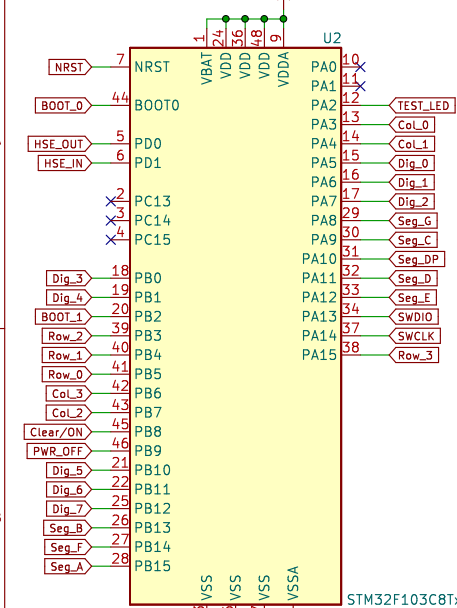 U2
1 24 36 48 9
VBAT VDD VDD VDD VDDA
NRST 7 NRST PA0 10
PA1 11
BOOT_0 44 BOOT0 PA2 12 TEST_LED
PA3 13 Col_0
HSE_OUT 5 PD0 PA4 14 Col_1
HSE_IN 6 PD1 PA5 15 Dig_0
PA6 16 Dig_1
2 PC13 PA7 17 Dig_2
3 PC14 PA8 29 Seg_G
4 PC15 PA9 30 Seg_C
PA10 31 Seg_DP
Dig_3 18 PB0 PA11 32 Seg_D
Dig_4 19 PB1 PA12 33 Seg_E
BOOT_1 20 PB2 PA13 34 SWDIO
Row_2 39 PB3 PA14 37 SWCLK
Row_1 40 PB4 PA15 38 Row_3
Row_0 41 PB5
Col_3 42 PB6
Col_2 43 PB7
Clear/ON 45 PB8
PWR_OFF 46 PB9
Dig_5 21 PB10
Dig_6 22 PB11
Dig_7 25 PB12
Seg_B 26 PB13
Seg_F 27 PB14
Seg_A 28 PB15
VSS VSS VSS VSSA
STM32F103C8Tx